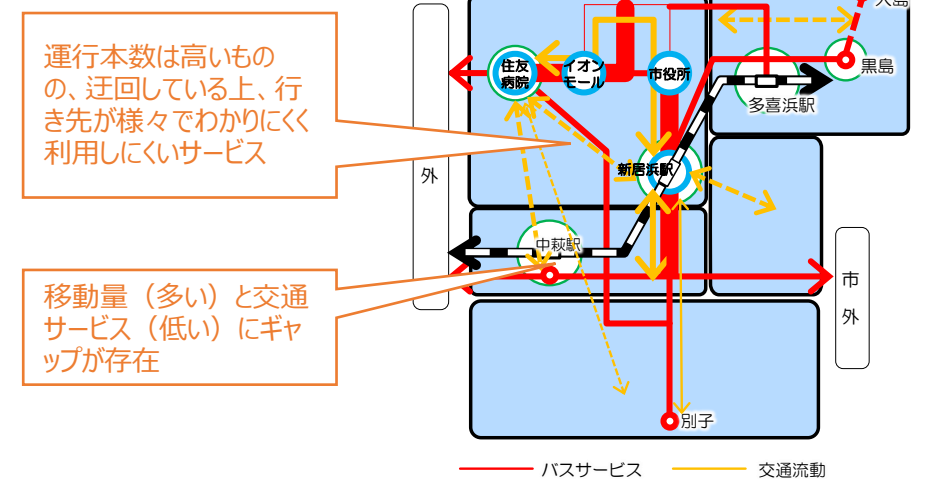 大島
運行本数は高いもの
の、迂回している上、行
き先が様々でわかりにくく
利用しにくいサービス
住友
病院
イオン
モール
市役所
黒島
多喜浜駅
新居浜駅
外
中萩駅
移動量（多い）と交通
サービス（低い）にギャ
ップが存在
市
外
別子
バスサービス
交通流動